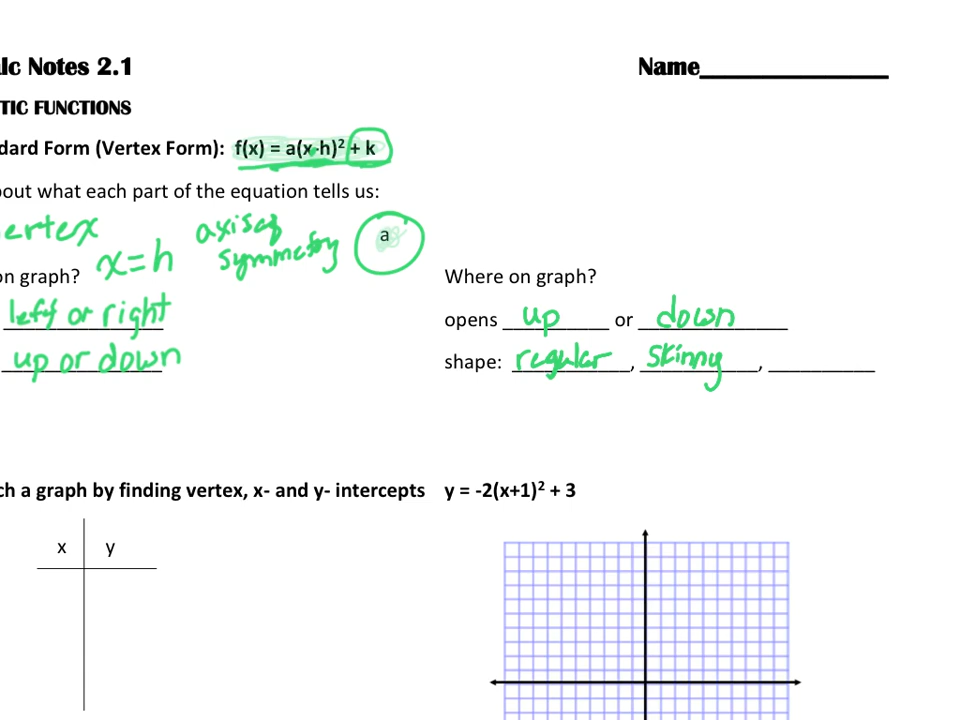 lc Notes 2.1 Name_______________
TIC FUNCTIONS
dard Form (Vertex Form): f(x) = a(x-h)² + k
out what each part of the equation tells us:
ertex axis of symmetry a
on graph? x=h Where on graph?
left or right opens up or down
up or down shape: regular, skinny, __________
ch a graph by finding vertex, x- and y- intercepts y = -2(x+1)² + 3
x y